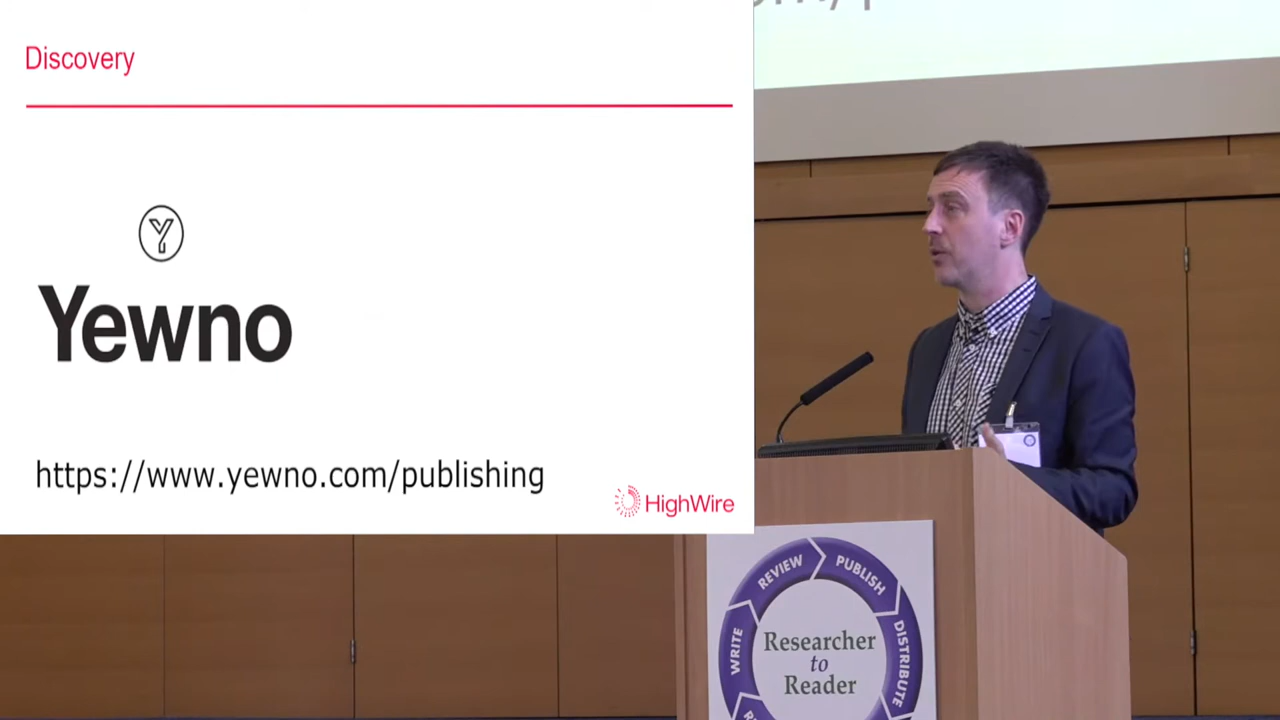 Discovery
Y
Yewno
https://www.yewno.com/publishing
HighWire
REVIEW
PUBLISH
WRITE
DISTRIBUTE
Researcher
to
Reader